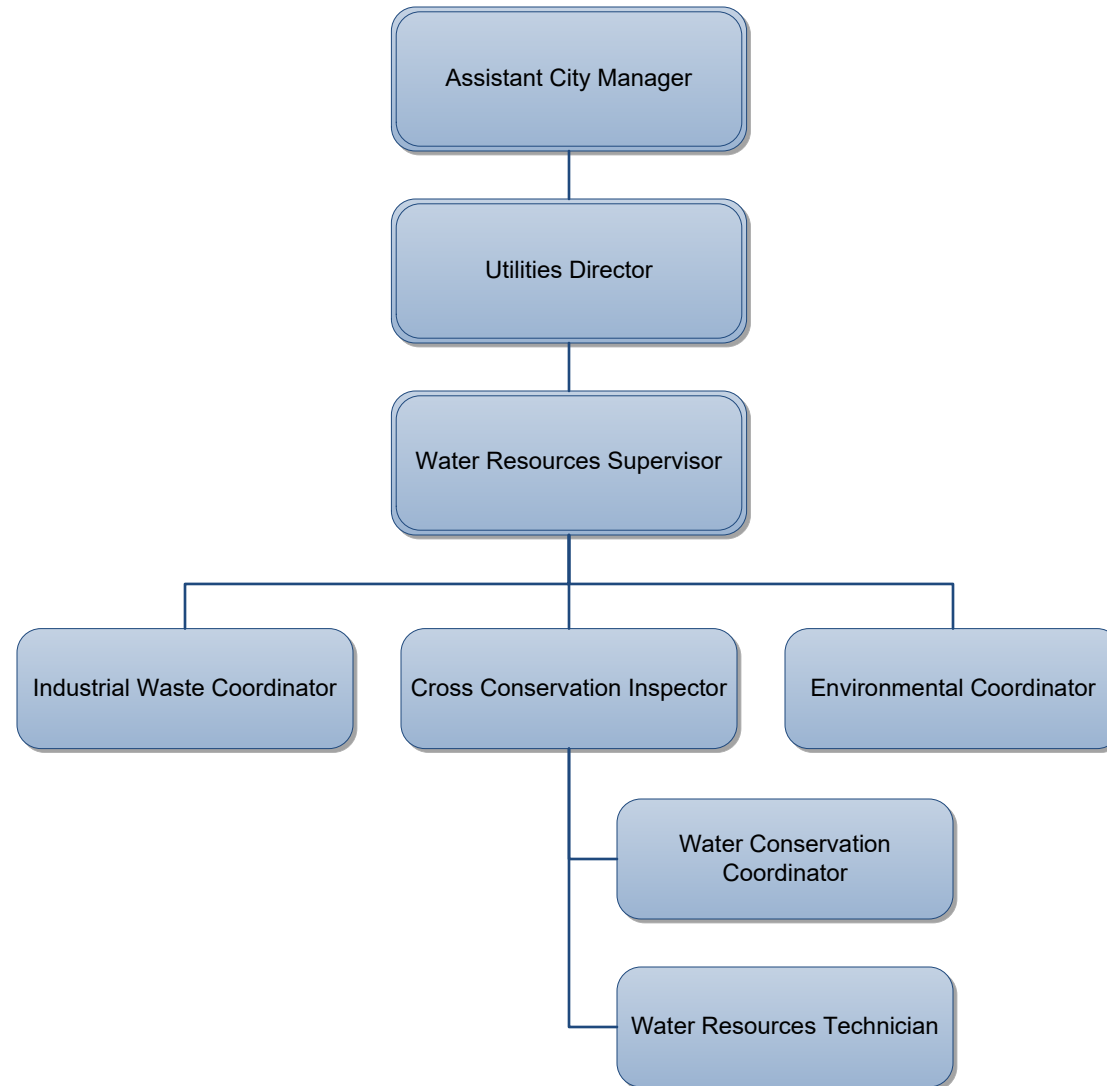 Assistant City Manager
Utilities Director
Water Resources Supervisor
Industrial Waste Coordinator
Cross Conservation Inspector
Environmental Coordinator
Water Conservation
Coordinator
Water Resources Technician